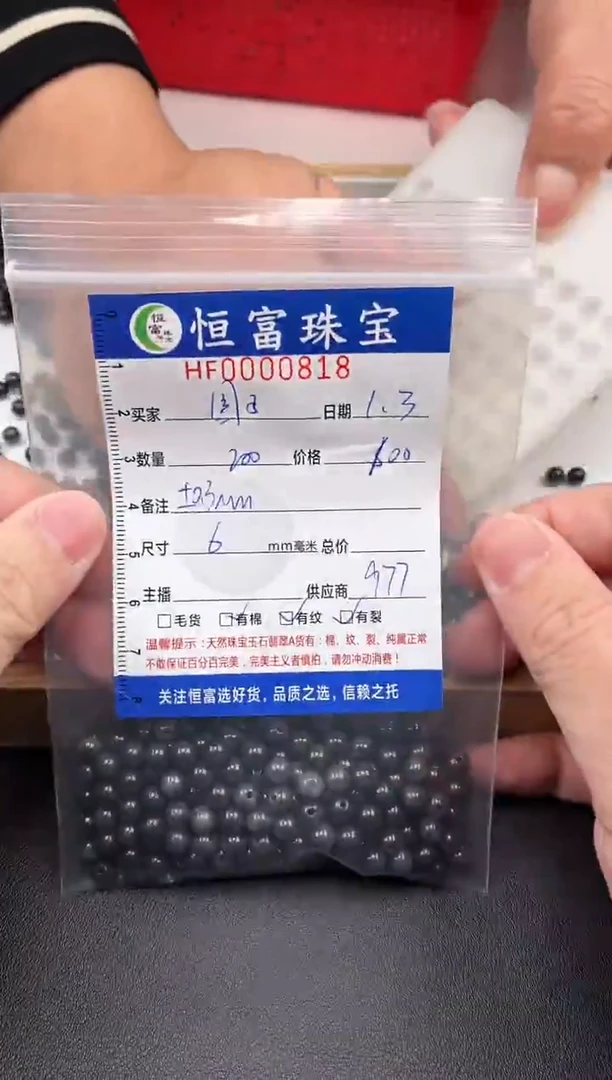 恒富珠宝
HF0000818
买家 日期 1.3
数量 200 价格 600
备注 ±0.3mm
尺寸 6 mm毫米 总价
主播 供应商 977
毛货 有棉 有纹 有裂
温馨提示：天然珠宝玉石翡翠A货有：棉、纹、裂、纯属正常
不敢保证百分百完美，完美主义者慎拍，请勿冲动消费！
关注恒富选好货，品质之选，信赖之托